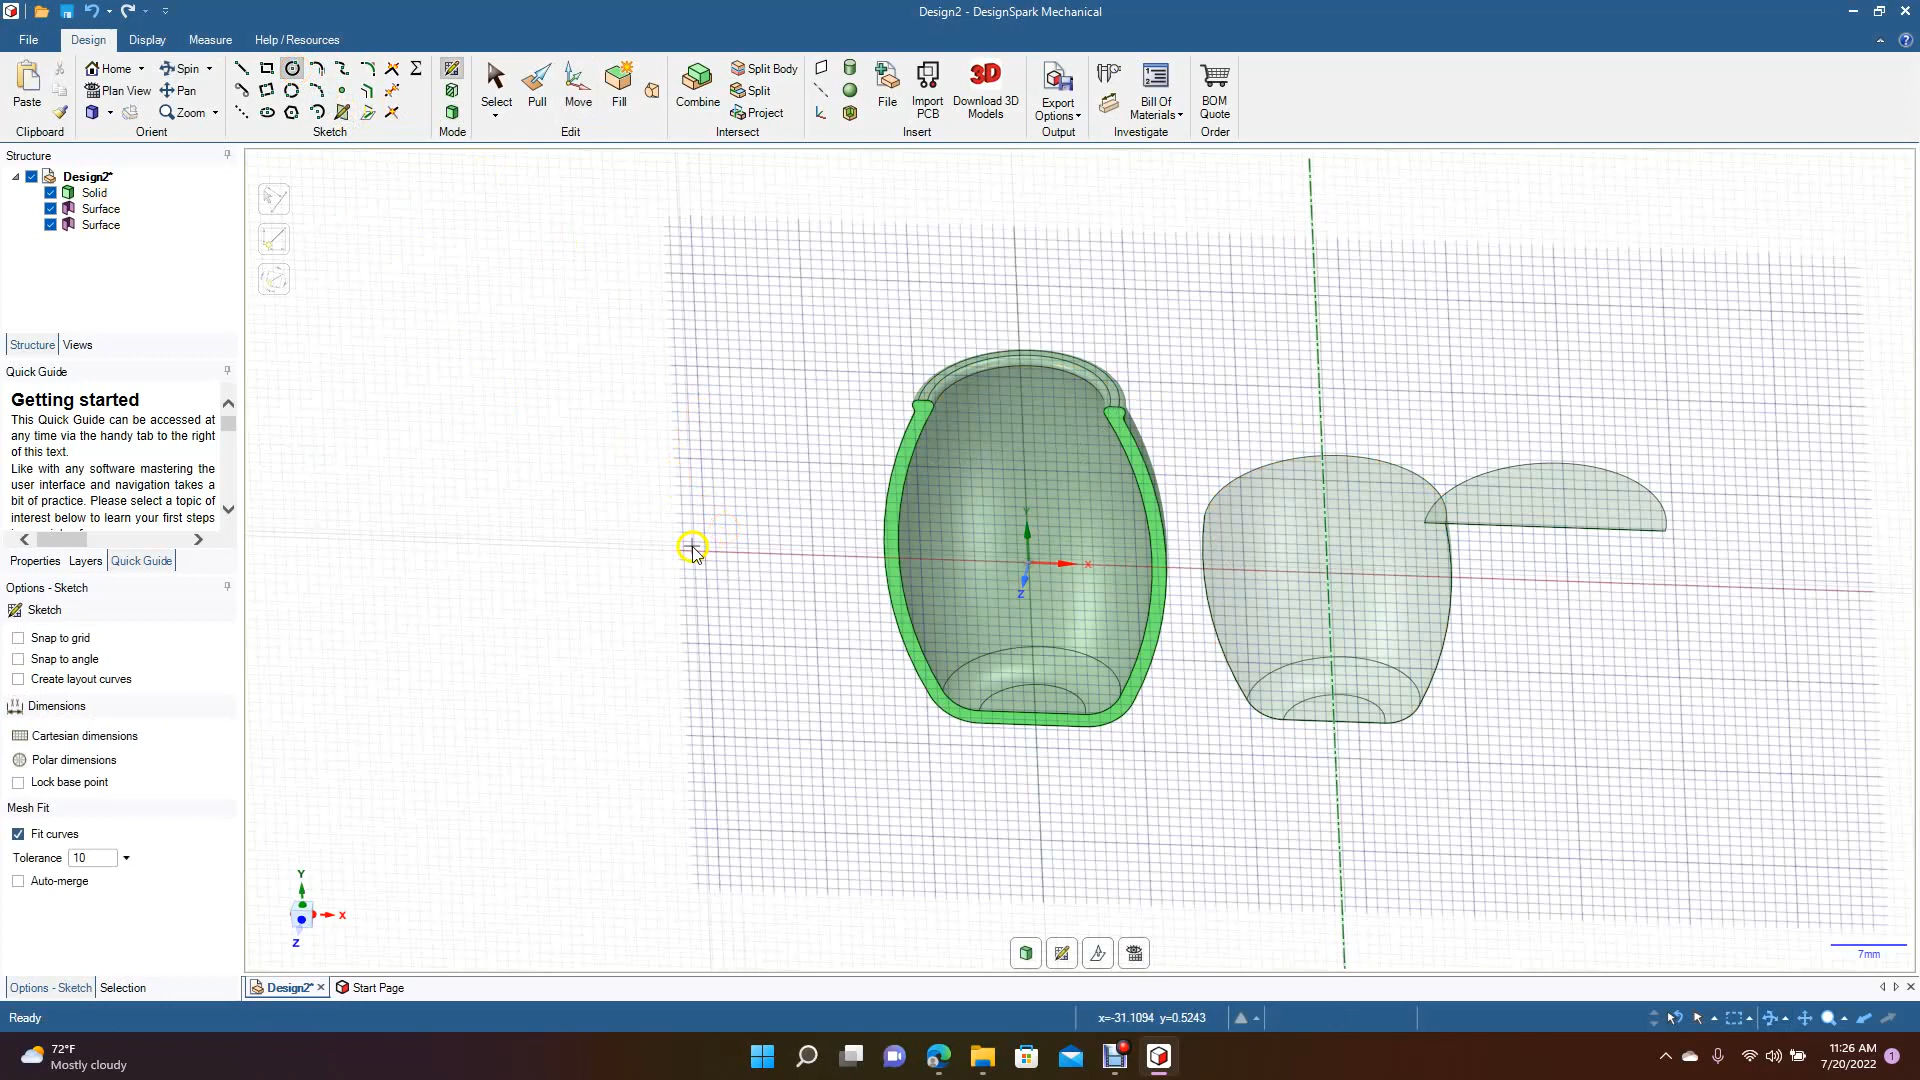 Design2 - DesignSpark Mechanical
File
Design
Display
Measure
Help / Resources
Paste
Clipboard
Home
Plan View
Spin
Pan
Zoom
Orient
Sketch
Mode
Select
Pull
Move
Fill
Edit
Combine
Split Body
Split
Project
Intersect
File
Import
PCB
Download 3D
Models
Insert
Export
Options
Output
Bill Of
Materials
Investigate
BOM
Quote
Order
Structure
Design2*
Solid
Surface
Surface
Structure
Views
Quick Guide
Getting started
This Quick Guide can be accessed at
any time via the handy tab to the right
of this text.
Like with any software mastering the
user interface and navigation takes a
bit of practice. Please select a topic of
interest below to learn your first steps
Properties
Layers
Quick Guide
Options - Sketch
Sketch
Snap to grid
Snap to angle
Create layout curves
Dimensions
Cartesian dimensions
Polar dimensions
Lock base point
Mesh Fit
Fit curves
Tolerance 10
Auto-merge
Y
X
Z
Y
X
Z
7mm
Options - Sketch
Selection
Design2*
Start Page
Ready
x=-31.1094 y=0.5243
72°F
Mostly cloudy
11:26 AM
7/20/2022
1